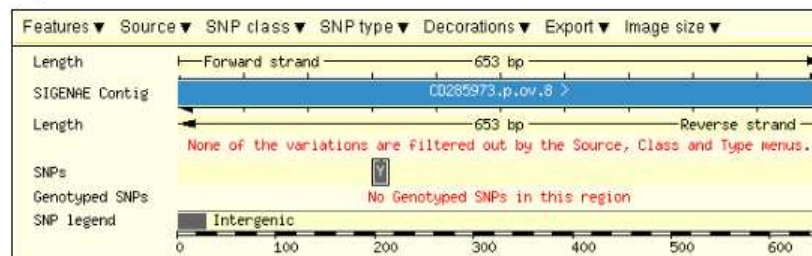 Features ▼ Source ▼ SNP class ▼ SNP type ▼ Decorations ▼ Export ▼ Image size ▼
Length Forward strand 653 bp
SIGENAE Contig CO285973.p.ov.8 >
Length 653 bp Reverse strand
None of the variations are filtered out by the Source, Class and Type menus.
SNPs Y
Genotyped SNPs No Genotyped SNPs in this region
SNP legend Intergenic
0 100 200 300 400 500 600